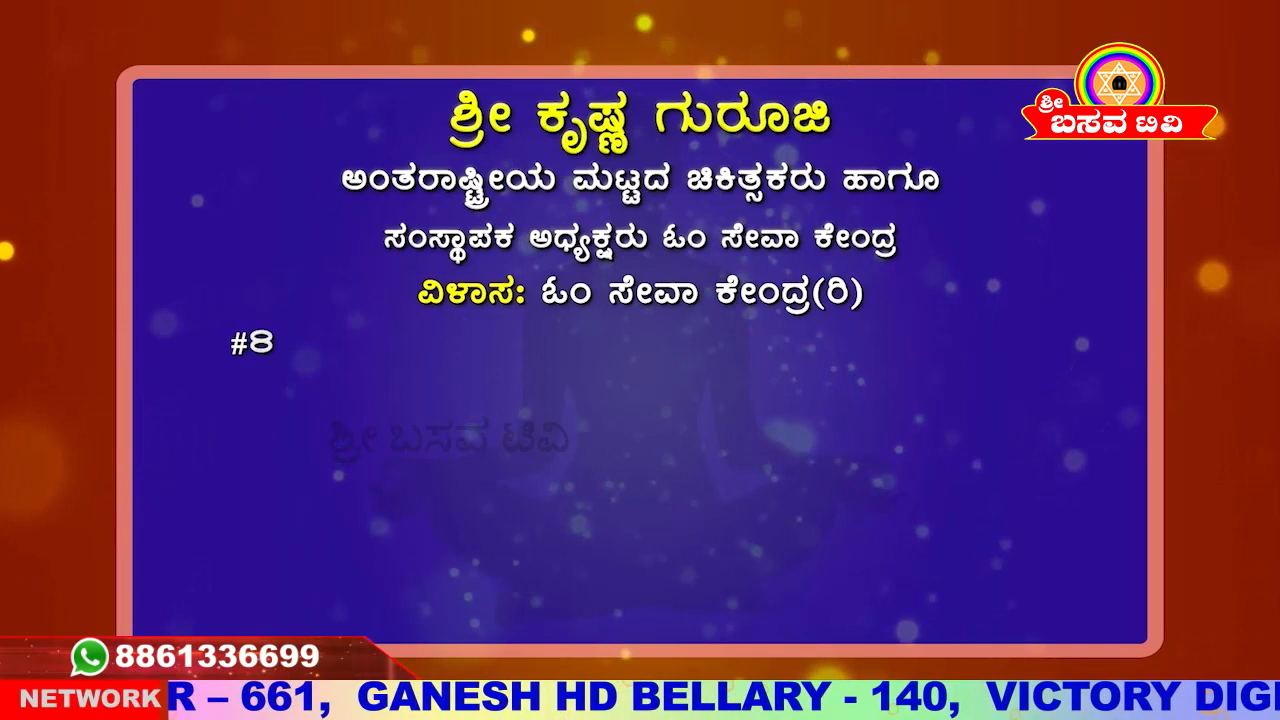 ಶ್ರೀ ಕೃಷ್ಣ ಗುರೂಜಿ
ಶ್ರೀ
ಬಸವ ಟಿವಿ
ಅಂತರಾಷ್ಟ್ರೀಯ ಮಟ್ಟದ ಚಿಕಿತ್ಸಕರು ಹಾಗೂ
ಸಂಸ್ಥಾಪಕ ಅಧ್ಯಕ್ಷರು ಓಂ ಸೇವಾ ಕೇಂದ್ರ
ವಿಳಾಸ: ಓಂ ಸೇವಾ ಕೇಂದ್ರ(ರಿ)
#8
ಶ್ರೀ ಬಸವ ಟಿವಿ
8861336699
NETWORK R – 661, GANESH HD BELLARY - 140, VICTORY DIGI